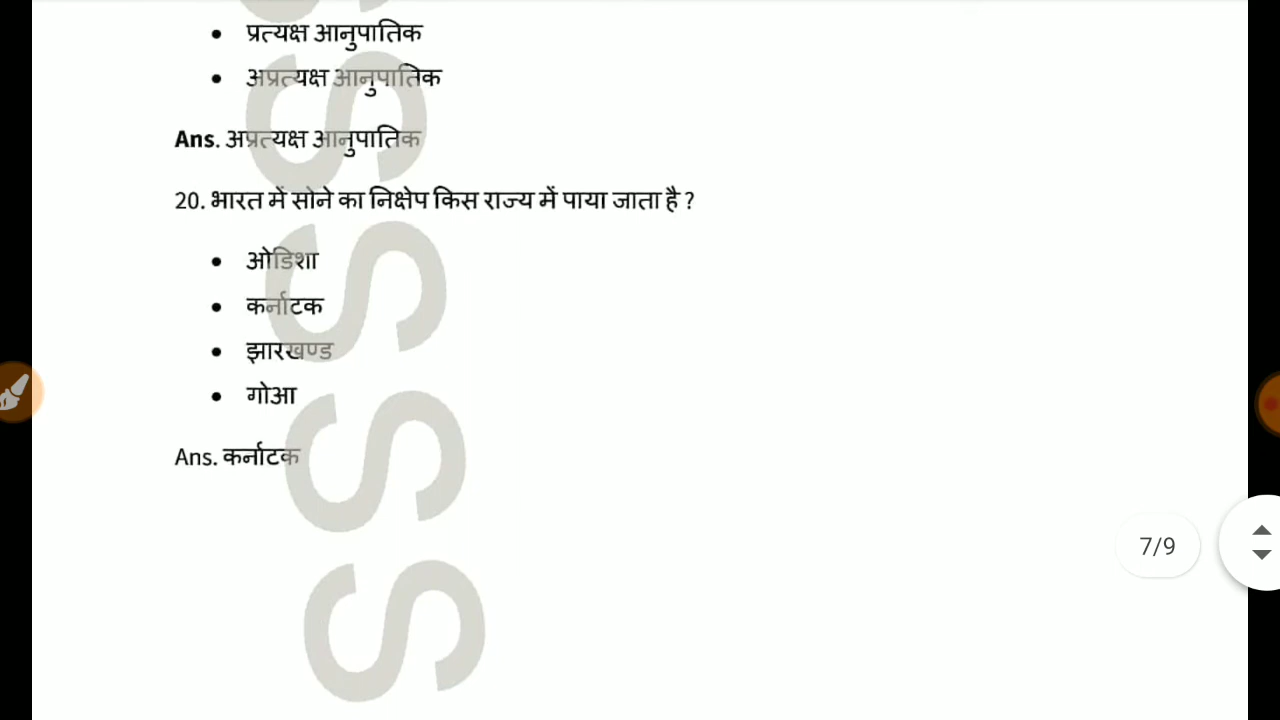 • प्रत्यक्ष आनुपातिक
• अप्रत्यक्ष आनुपातिक
Ans. अप्रत्यक्ष आनुपातिक
20. भारत में सोने का निक्षेप किस राज्य में पाया जाता है ?
• ओडिशा
• कर्नाटक
• झारखण्ड
• गोआ
Ans. कर्नाटक
7/9
S
S
S
S